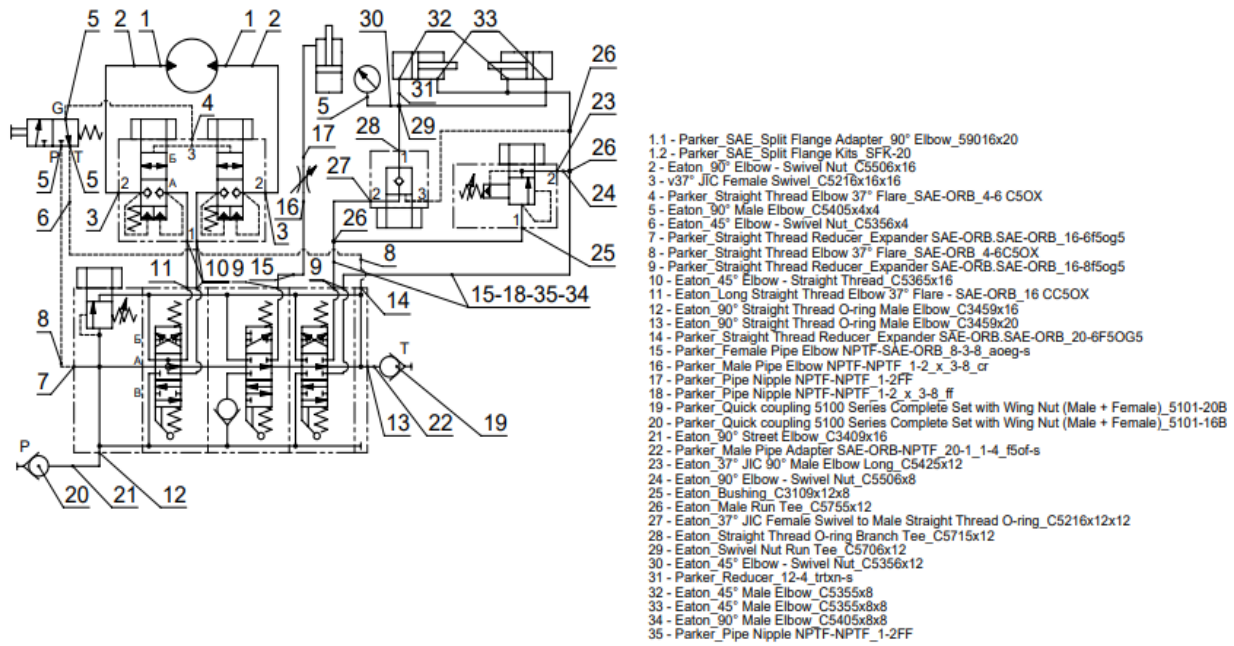 2 1 1 2 30 32 33
5
26
G 4 5 31 23
3
17 28 29
P T Б 1 26
5 5 A 27 2
2 2 2 3 24
6 3 16 1
3 26 25
1 8
11 10 9 15 9 14 15-18-35-34
8 Б
A T
7 B
13 22 19
P
20 21 12
1.1 - Parker_SAE_Split Flange Adapter_90° Elbow_59016x20
1.2 - Parker_SAE_Split Flange Kits_SFK-20
2 - Eaton_90° Elbow - Swivel Nut_C5506x16
3 - v37° JIC Female Swivel_C5216x16x16
4 - Parker_Straight Thread Elbow 37° Flare_SAE-ORB_4-6 C5OX
5 - Eaton_90° Male Elbow_C5405x4x4
6 - Eaton_45° Elbow - Swivel Nut_C5356x4
7 - Parker_Straight Thread Reducer_Expander SAE-ORB.SAE-ORB_16-6f5og5
8 - Parker_Straight Thread Elbow 37° Flare_SAE-ORB_4-6C5OX
9 - Parker_Straight Thread Reducer_Expander SAE-ORB.SAE-ORB_16-8f5og5
10 - Eaton_45° Elbow - Straight Thread_C5365x16
11 - Eaton_Long Straight Thread Elbow 37° Flare - SAE-ORB_16 CC5OX
12 - Eaton_90° Straight Thread O-ring Male Elbow_C3459x16
13 - Eaton_90° Straight Thread O-ring Male Elbow_C3459x20
14 - Parker_Straight Thread Reducer_Expander SAE-ORB.SAE-ORB_20-6F5OG5
15 - Parker_Female Pipe Elbow NPTF-SAE-ORB_8-3-8_aoeg-s
16 - Parker_Male Pipe Elbow NPTF-NPTF_1-2_x_3-8_cr
17 - Parker_Pipe Nipple NPTF-NPTF_1-2FF
18 - Parker_Pipe Nipple NPTF-NPTF_1-2_x_3-8_ff
19 - Parker_Quick coupling 5100 Series Complete Set with Wing Nut (Male + Female)_5101-20B
20 - Parker_Quick coupling 5100 Series Complete Set with Wing Nut (Male + Female)_5101-16B
21 - Eaton_90° Street Elbow_C3409x16
22 - Parker_Male Pipe Adapter SAE-ORB-NPTF_20-1_1-4_f5of-s
23 - Eaton_37° JIC 90° Male Elbow Long_C5425x12
24 - Eaton_90° Elbow - Swivel Nut_C5506x8
25 - Eaton_Bushing_C3109x12x8
26 - Eaton_Male Run Tee_C5755x12
27 - Eaton_37° JIC Female Swivel to Male Straight Thread O-ring_C5216x12x12
28 - Eaton_Straight Thread O-ring Branch Tee_C5715x12
29 - Eaton_Swivel Nut Run Tee_C5706x12
30 - Eaton_45° Elbow - Swivel Nut_C5356x12
31 - Parker_Reducer_12-4_trtxn-s
32 - Eaton_45° Male Elbow_C5355x8
33 - Eaton_45° Male Elbow_C5355x8x8
34 - Eaton_90° Male Elbow_C5405x8x8
35 - Parker_Pipe Nipple NPTF-NPTF_1-2FF